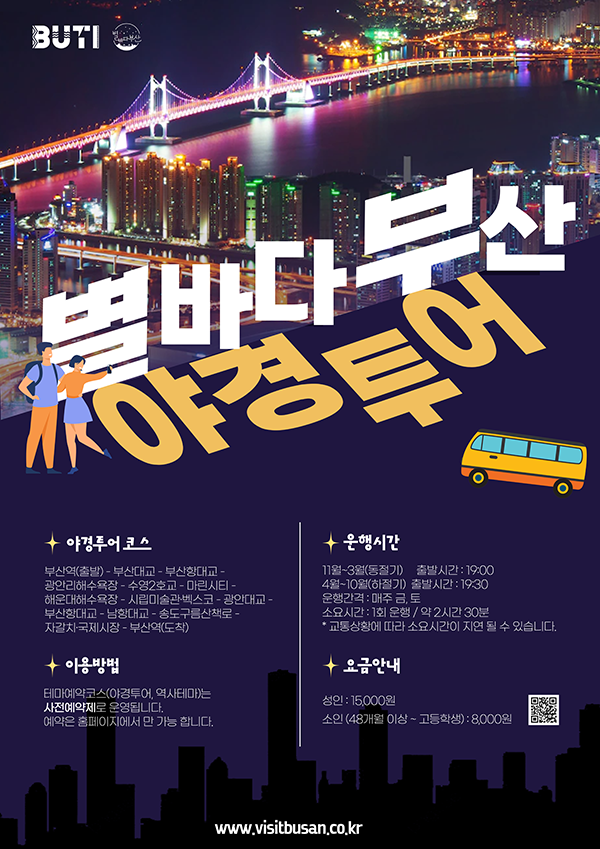 BUTI
별바다부산
별바다부산
야경투어
야경투어 코스
부산역(출발) - 부산대교 - 부산항대교 -
광안리해수욕장 - 수영2호교 - 마린시티 -
해운대해수욕장 - 시립미술관·벡스코 - 광안대교 -
부산항대교 - 남항대교 - 송도구름산책로 -
자갈치·국제시장 - 부산역(도착)
이용방법
테마예약코스(야경투어, 역사테마)는
사전예약제로 운영됩니다.
예약은 홈페이지에서 만 가능 합니다.
운행시간
11월~3월(동절기) 출발시간 : 19:00
4월~10월(하절기) 출발시간 : 19:30
운행간격 : 매주 금, 토
소요시간 : 1회 운행 / 약 2시간 30분
* 교통상황에 따라 소요시간이 지연 될 수 있습니다.
요금안내
성인 : 15,000원
소인 (48개월 이상 ~ 고등학생) : 8,000원
www.visitbusan.co.kr